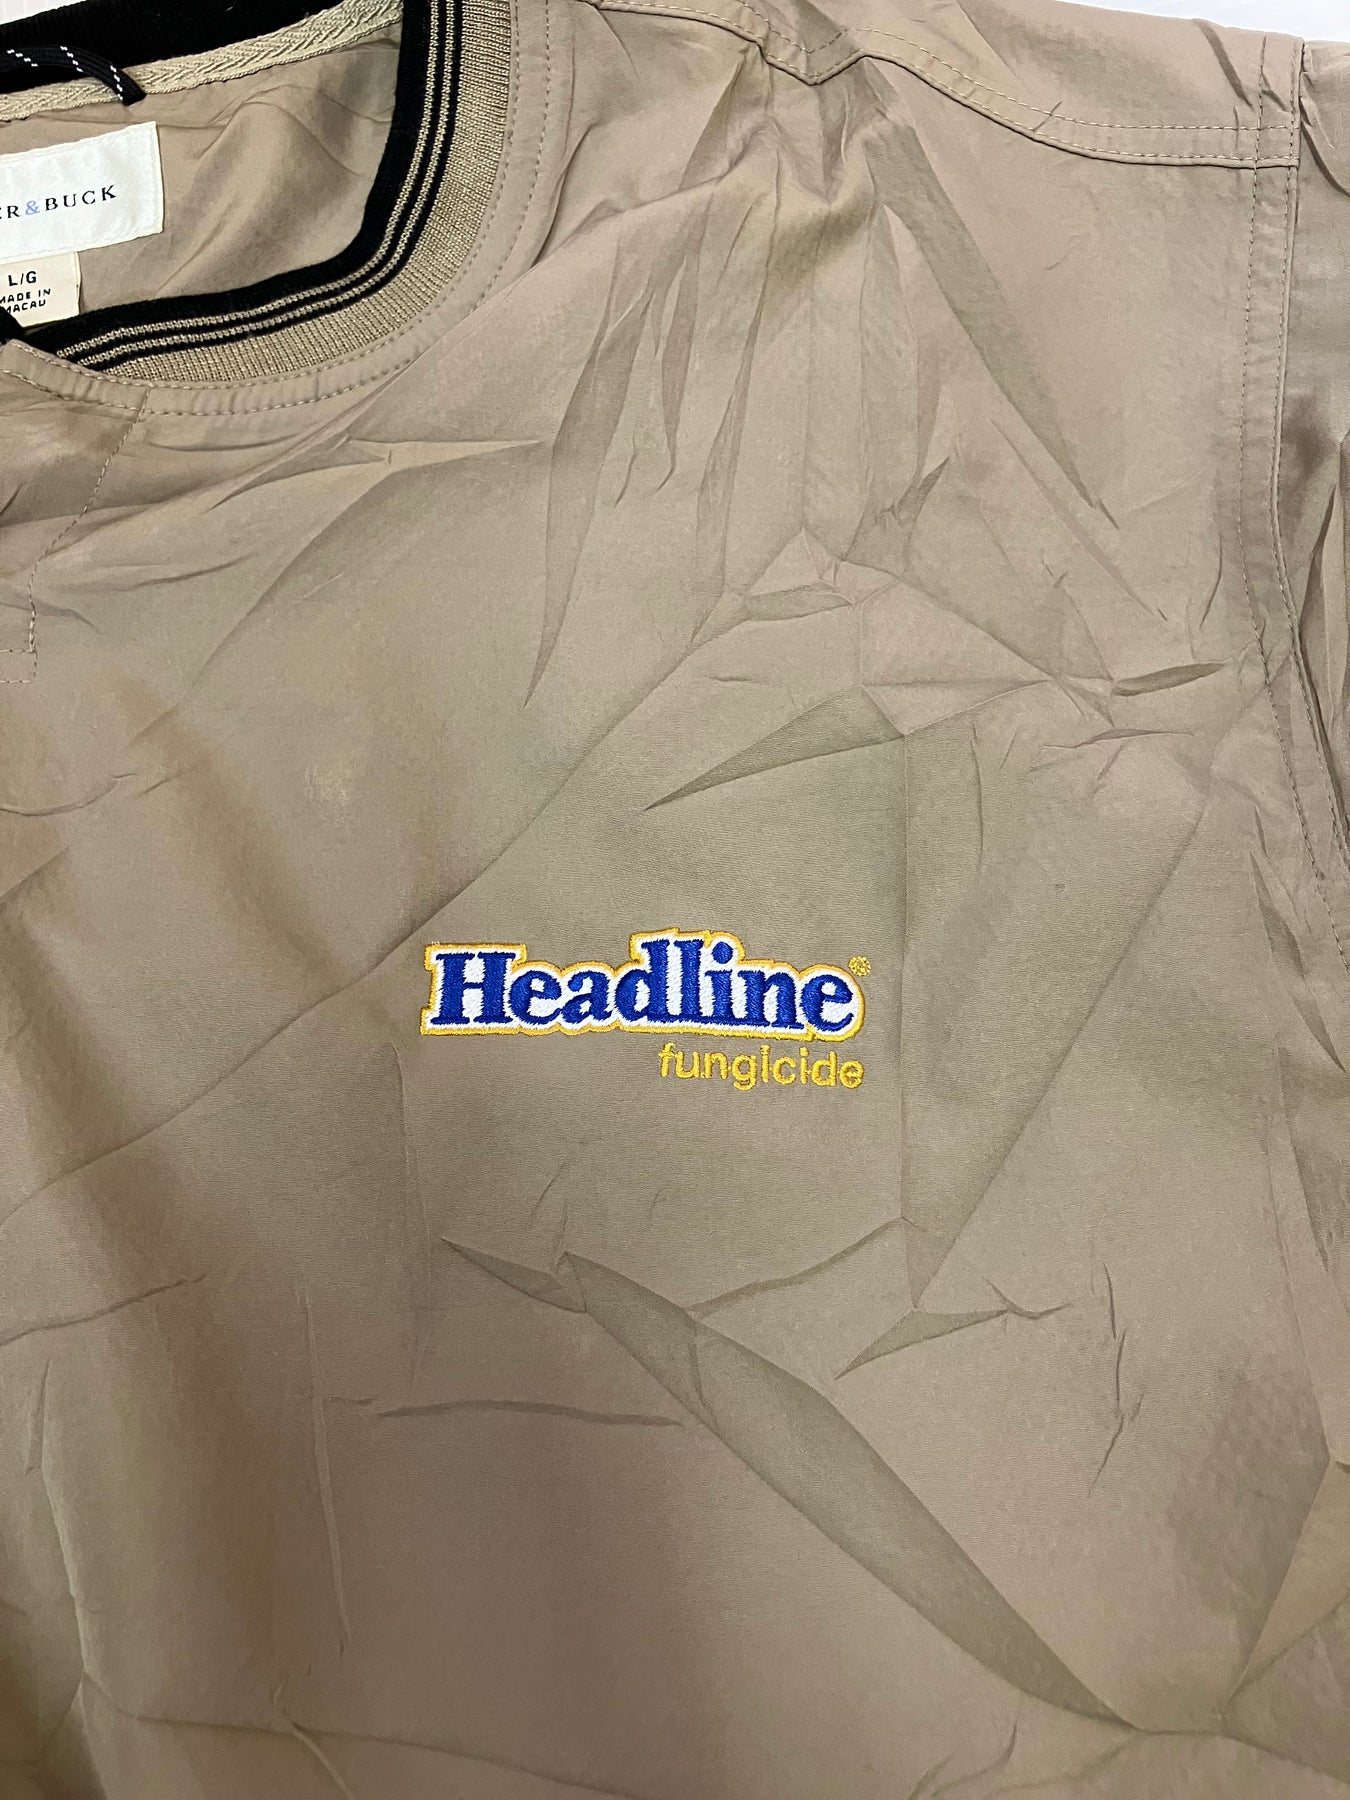 ER&BUCK
L/G
MADE IN
MACAU
Headline®
fungicide